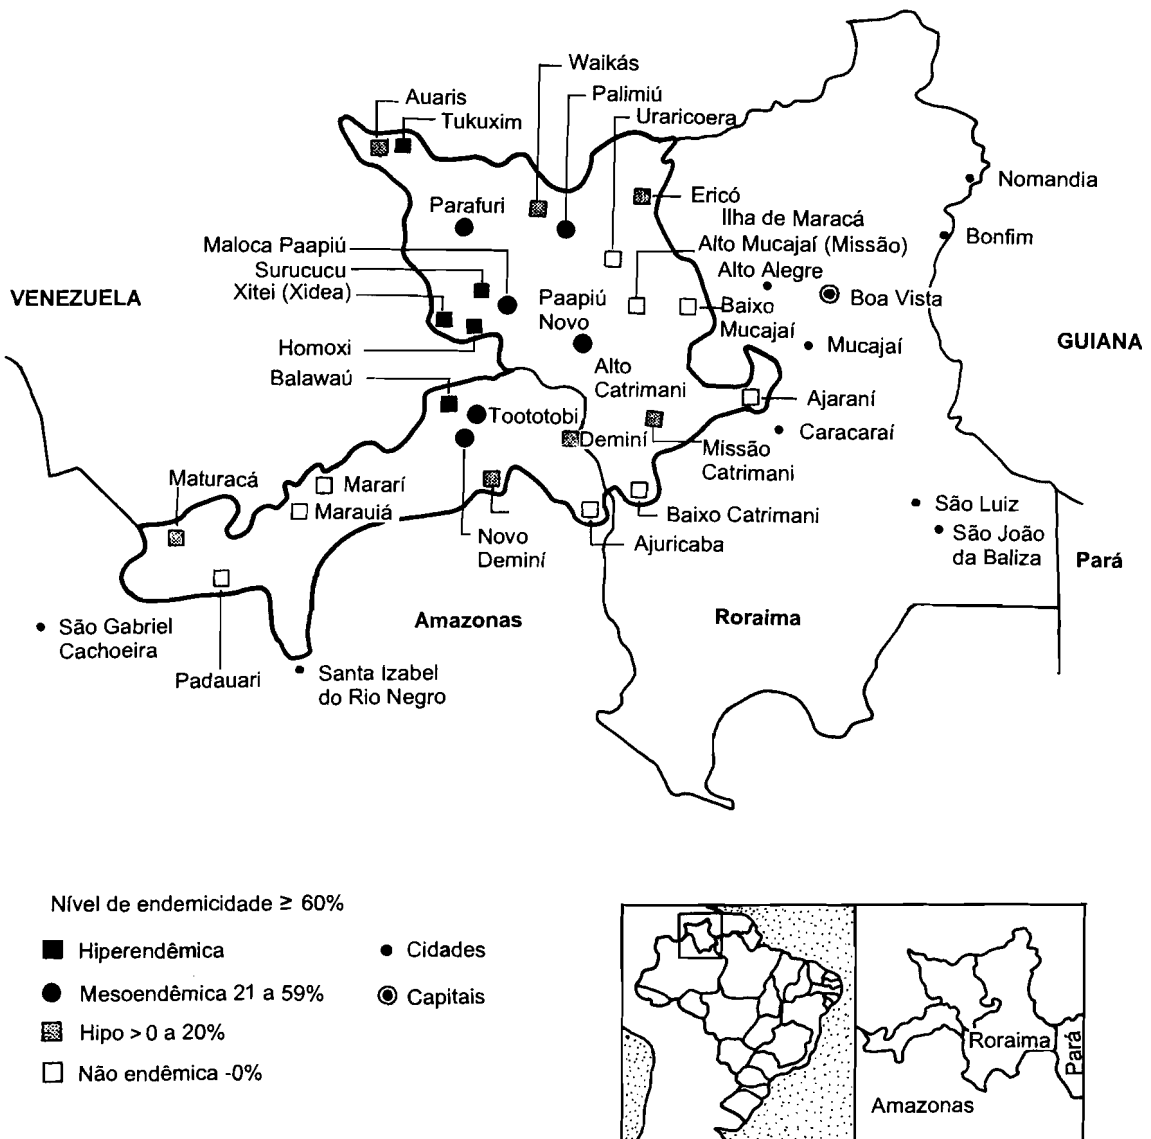 Waikás
Palimiú
Auaris
Uraricoera
Tukuxim
Nomandia
Ericó
Parafuri
Ilha de Maracá
Bonfim
Maloca Paapiú
Alto Mucajaí (Missão)
Surucucu
Alto Alegre
Xitei (Xidea)
VENEZUELA
Paapiú
Novo
Baixo
Mucajaí
Boa Vista
GUIANA
Homoxi
Mucajaí
Balawaú
Alto
Catrimani
Ajaraní
Toototobi
Deminí
Caracaraí
Missão
Catrimani
Maturacá
Mararí
Marauiá
São Luiz
Baixo Catrimani
Novo
Deminí
Ajuricaba
São João
da Baliza
Pará
Amazonas
Roraima
São Gabriel
Cachoeira
Padauari
Santa Izabel
do Rio Negro
Nível de endemicidade ≥ 60%
Hiperendêmica
Cidades
Mesoendêmica 21 a 59%
Capitais
Hipo > 0 a 20%
Não endêmica -0%
Roraima
Pará
Amazonas